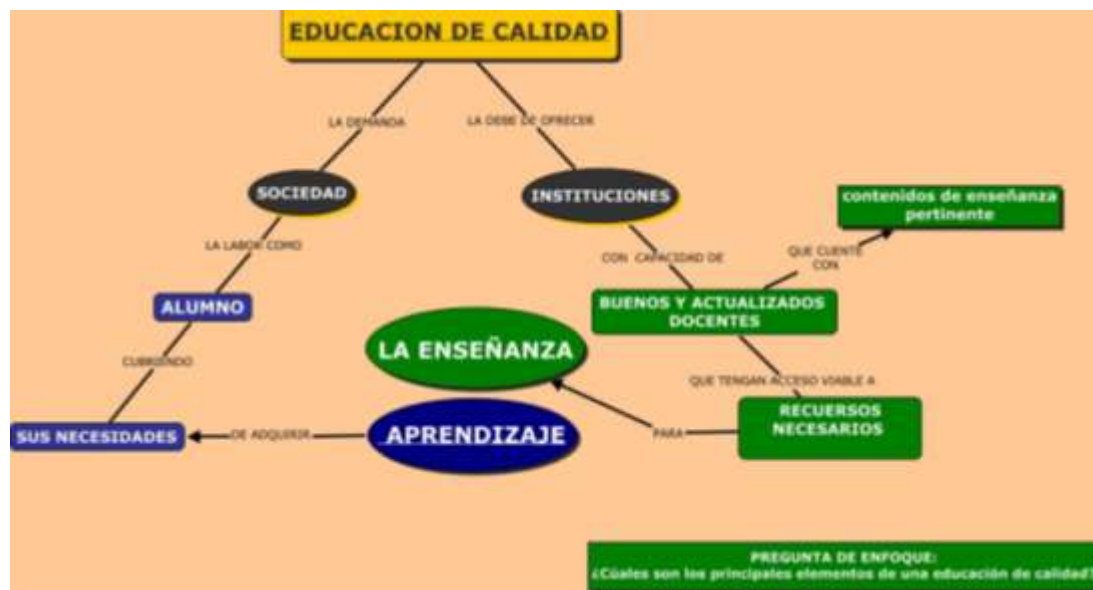 EDUCACION DE CALIDAD
LA DEMANDA
LA DEBE DE OFRECER
SOCIEDAD
INSTITUCIONES
contenidos de enseñanza
pertinente
LA LABOR COMO
CON CAPACIDAD DE
QUE CUENTE
CON
ALUMNO
BUENOS Y ACTUALIZADOS
DOCENTES
LA ENSEÑANZA
CUBRIENDO
QUE TENGAN ACCESO VIABLE A
RECUERSOS
NECESARIOS
SUS NECESIDADES
DE ADQUIRIR
APRENDIZAJE
PARA
PREGUNTA DE ENFOQUE:
¿Cúales son los principales elementos de una educación de calidad?